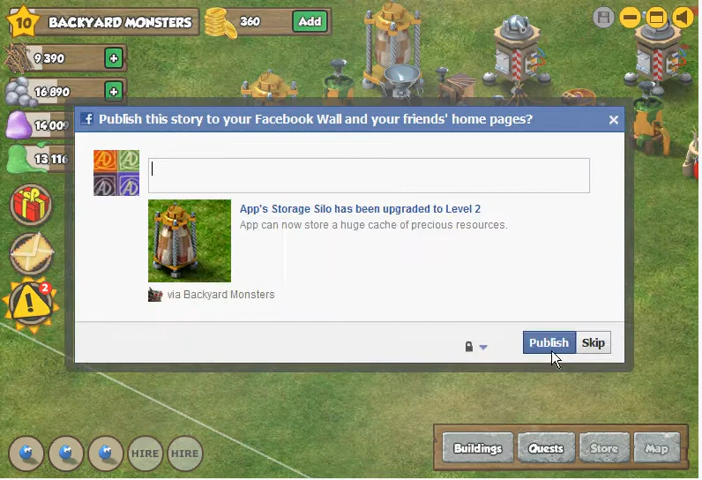 10 BACKYARD MONSTERS
360 Add
9 390
16 890
14 009
13 116
Publish this story to your Facebook Wall and your friends' home pages?
App's Storage Silo has been upgraded to Level 2
App can now store a huge cache of precious resources.
via Backyard Monsters
Publish Skip
2
HIRE HIRE
Buildings Quests Store Map